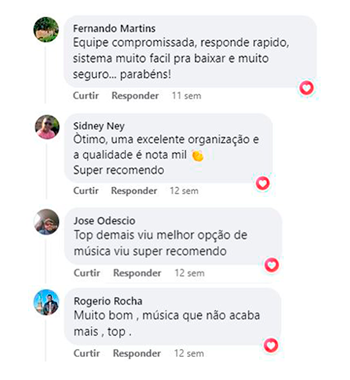 Fernando Martins
Equipe compromissada, responde rapido,
sistema muito facil pra baixar e muito
seguro... parabéns!
Curtir Responder 11 sem
Sidney Ney
Òtimo, uma excelente organização e
a qualidade é nota mil 👏
Super recomendo
Curtir Responder 12 sem
Jose Odescio
Top demais viu melhor opção de
música viu super recomendo
Curtir Responder 12 sem
Rogerio Rocha
Muito bom , música que não acaba
mais , top .
Curtir Responder 12 sem